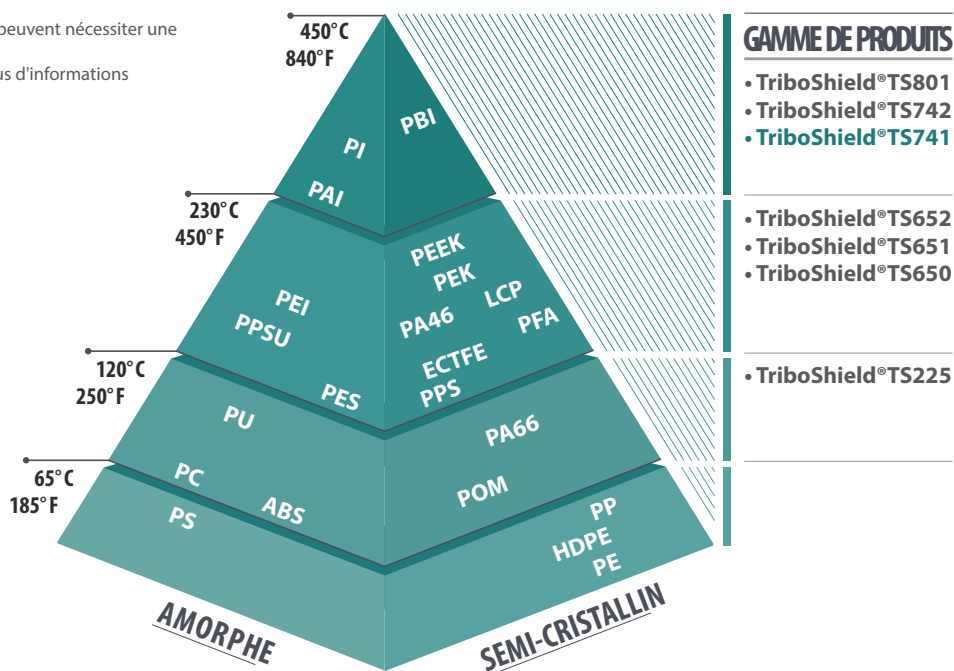 peuvent nécessiter une
us d'informations
450°C
840°F
PBI
PI
PAI
230°C
450°F
PEEK
PEK
LCP
PA46
PFA
ECTFE
PPS
PEI
PPSU
PES
120°C
250°F
PU
PA66
PC
ABS
POM
65°C
185°F
PS
PP
HDPE
PE
AMORPHE
SEMI-CRISTALLIN
GAMME DE PRODUITS
• TriboShield®TS801
• TriboShield®TS742
• TriboShield®TS741
• TriboShield®TS652
• TriboShield®TS651
• TriboShield®TS650
• TriboShield®TS225